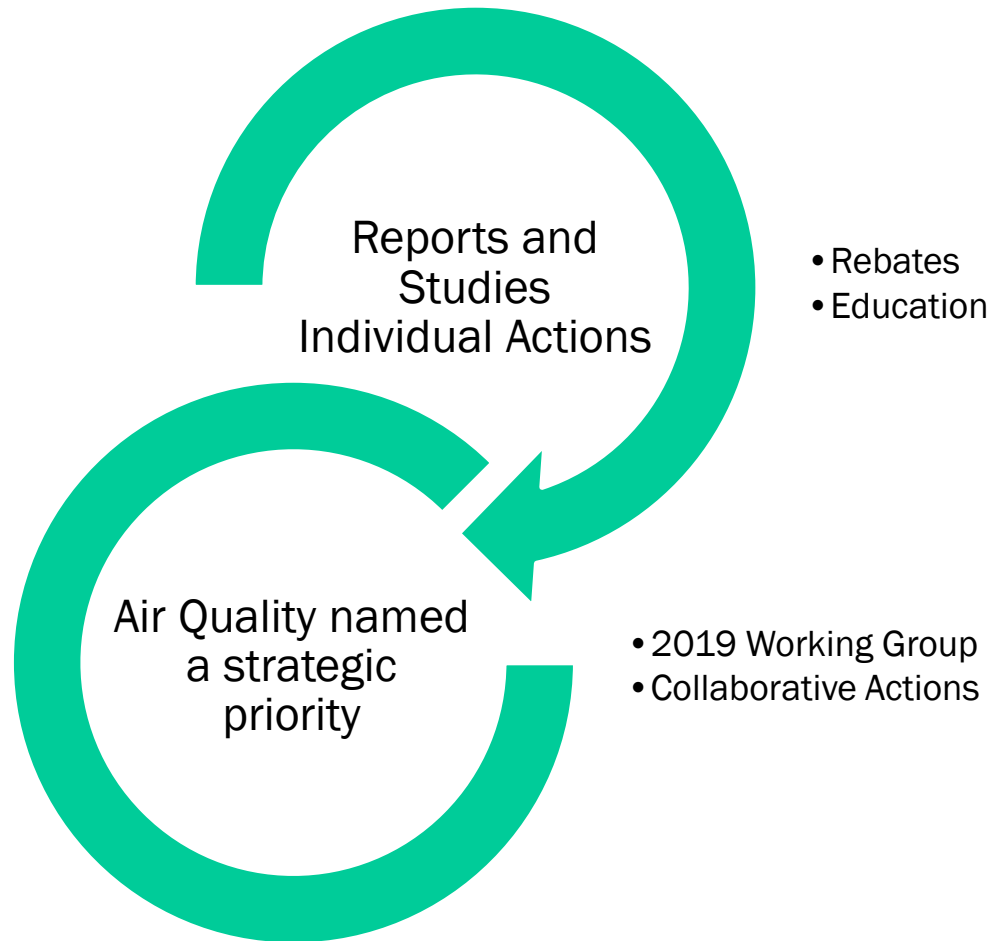 Reports and
Studies
Individual Actions
• Rebates
• Education
Air Quality named
a strategic
priority
• 2019 Working Group
• Collaborative Actions